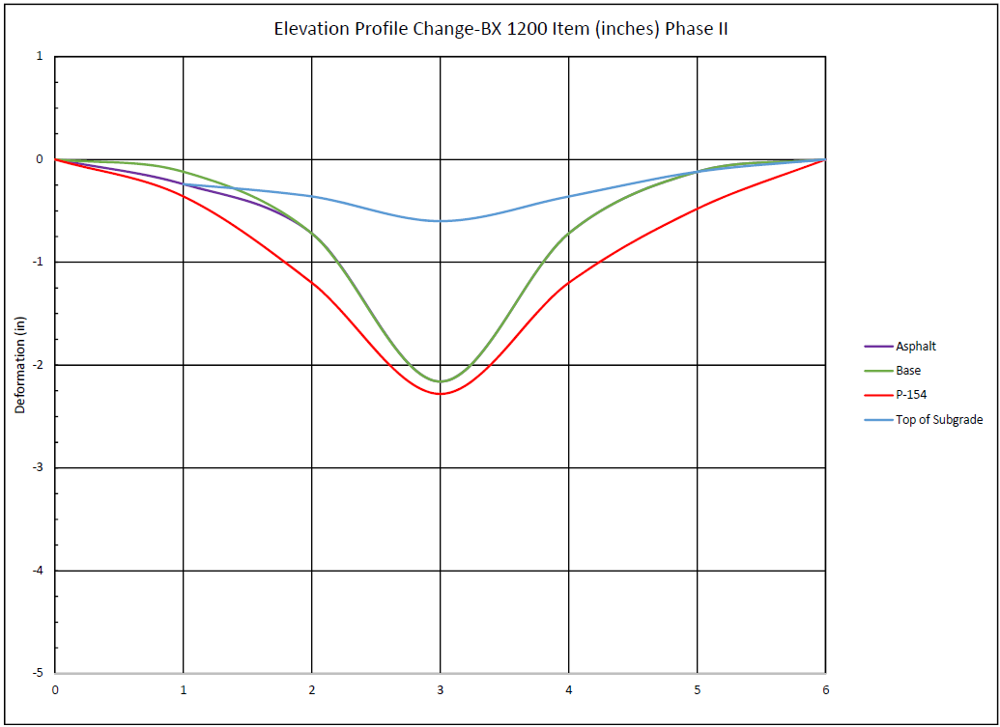 Elevation Profile Change-BX 1200 Item (inches) Phase II
1
0
-1
-2
-3
-4
-5
Deformation (in)
0 1 2 3 4 5 6
Asphalt
Base
P-154
Top of Subgrade